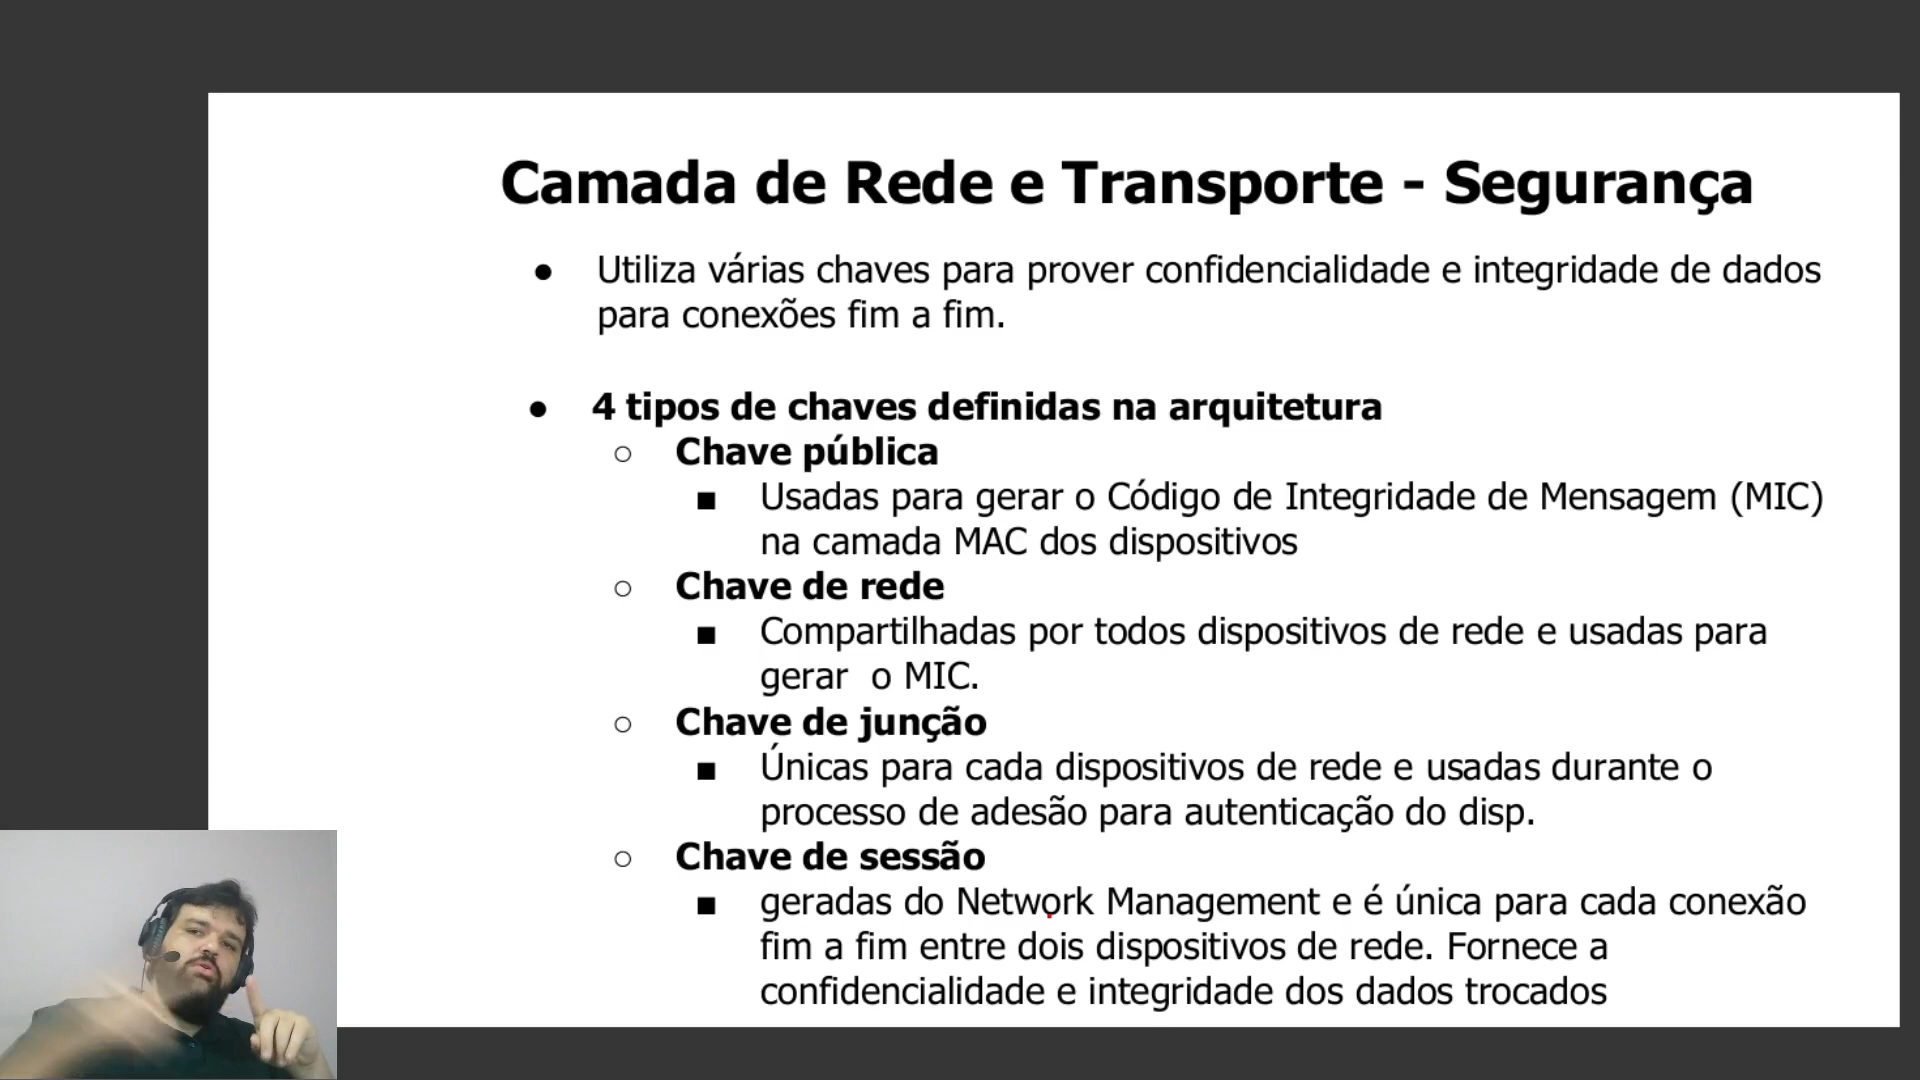 Camada de Rede e Transporte - Segurança
● Utiliza várias chaves para prover confidencialidade e integridade de dados
para conexões fim a fim.
● 4 tipos de chaves definidas na arquitetura
○ Chave pública
■ Usadas para gerar o Código de Integridade de Mensagem (MIC)
na camada MAC dos dispositivos
○ Chave de rede
■ Compartilhadas por todos dispositivos de rede e usadas para
gerar o MIC.
○ Chave de junção
■ Únicas para cada dispositivos de rede e usadas durante o
processo de adesão para autenticação do disp.
○ Chave de sessão
■ geradas do Network Management e é única para cada conexão
fim a fim entre dois dispositivos de rede. Fornece a
confidencialidade e integridade dos dados trocados